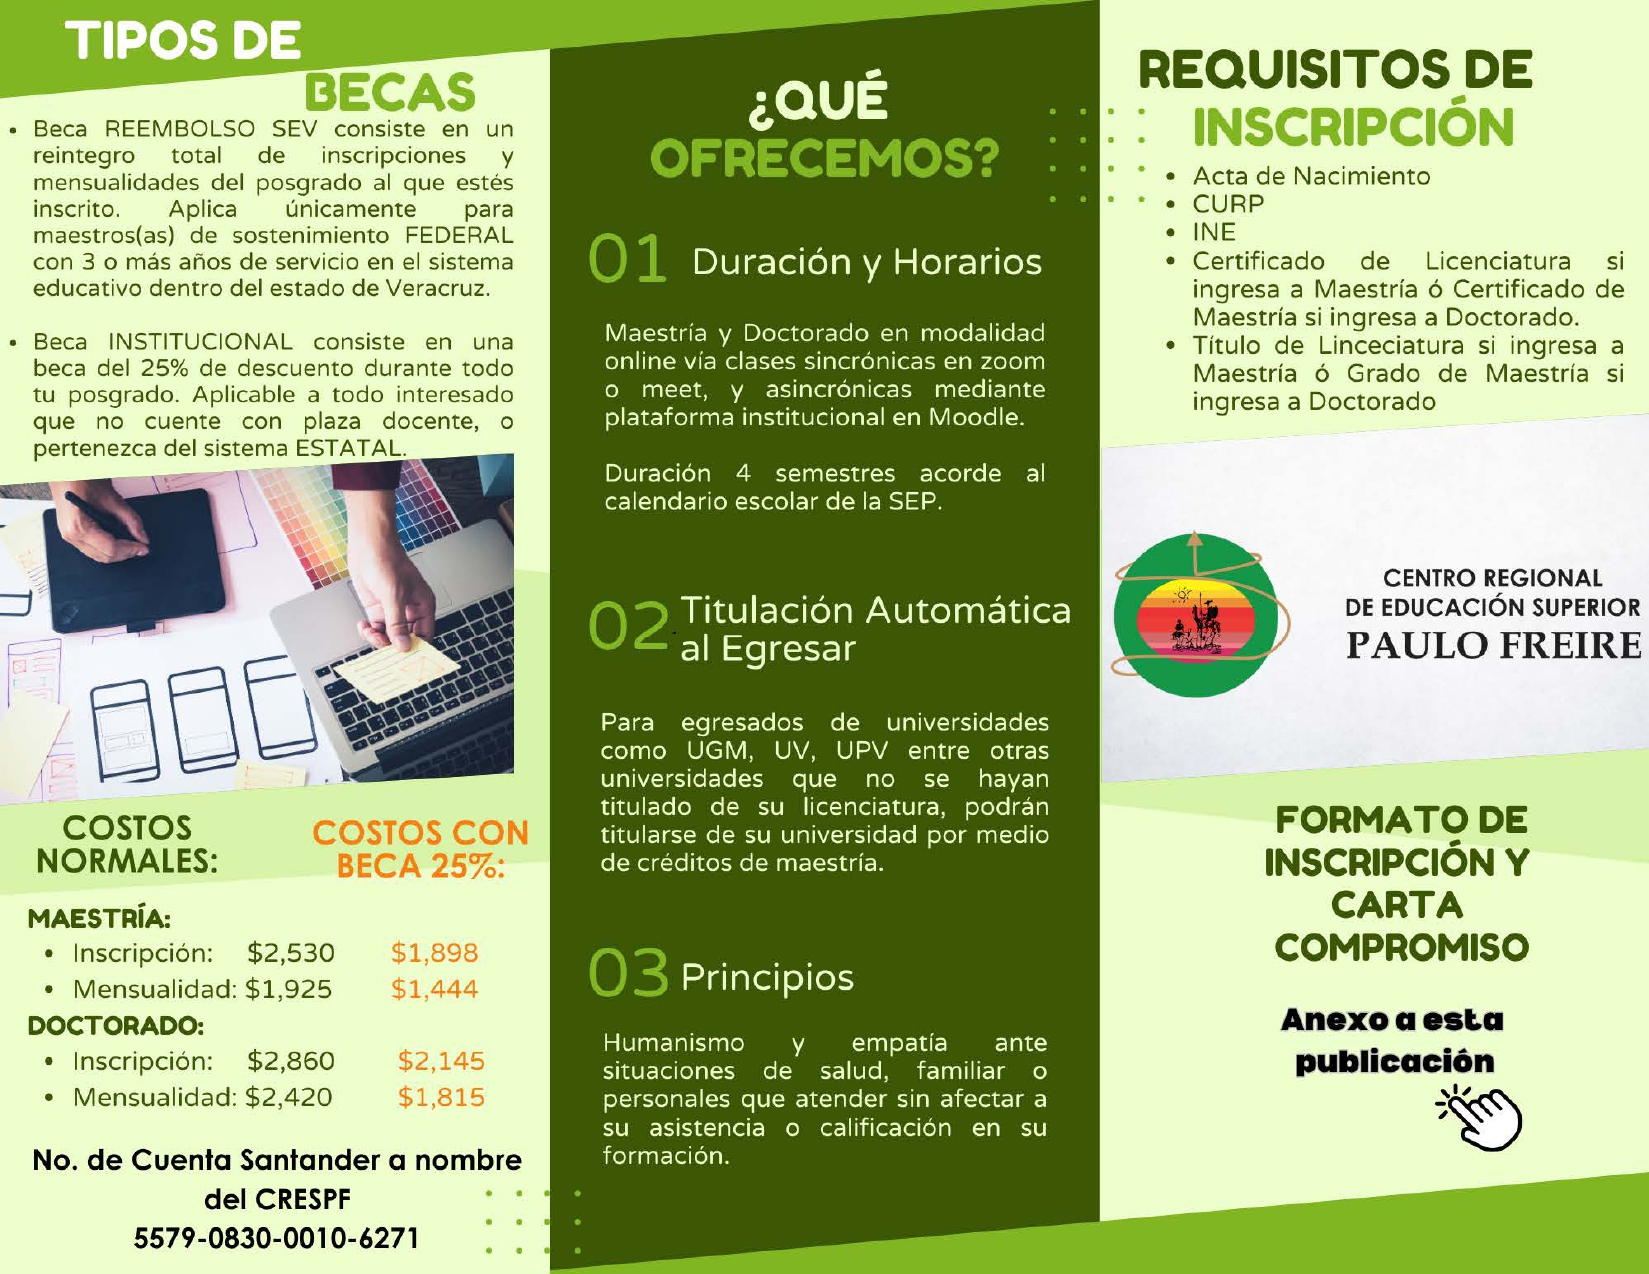 TIPOS DE
BECAS
• Beca REEMBOLSO SEV consiste en un
reintegro total de inscripciones y
mensualidades del posgrado al que estés
inscrito. Aplica únicamente para
maestros(as) de sostenimiento FEDERAL
con 3 o más años de servicio en el sistema
educativo dentro del estado de Veracruz.
• Beca INSTITUCIONAL consiste en una
beca del 25% de descuento durante todo
tu posgrado. Aplicable a todo interesado
que no cuente con plaza docente, o
pertenezca del sistema ESTATAL.
COSTOS
NORMALES:
COSTOS CON
BECA 25%:
MAESTRÍA:
• Inscripción: $2,530 $1,898
• Mensualidad: $1,925 $1,444
DOCTORADO:
• Inscripción: $2,860 $2,145
• Mensualidad: $2,420 $1,815
No. de Cuenta Santander a nombre
del CRESPF
5579-0830-0010-6271
¿QUÉ
OFRECEMOS?
01 Duración y Horarios
Maestría y Doctorado en modalidad
online vía clases sincrónicas en zoom
o meet, y asincrónicas mediante
plataforma institucional en Moodle.
Duración 4 semestres acorde al
calendario escolar de la SEP.
02 Titulación Automática
al Egresar
Para egresados de universidades
como UGM, UV, UPV entre otras
universidades que no se hayan
titulado de su licenciatura, podrán
titularse de su universidad por medio
de créditos de maestría.
03 Principios
Humanismo y empatía ante
situaciones de salud, familiar o
personales que atender sin afectar a
su asistencia o calificación en su
formación.
REQUISITOS DE
INSCRIPCIÓN
• Acta de Nacimiento
• CURP
• INE
• Certificado de Licenciatura si
ingresa a Maestría ó Certificado de
Maestría si ingresa a Doctorado.
• Título de Linceciatura si ingresa a
Maestría ó Grado de Maestría si
ingresa a Doctorado
CENTRO REGIONAL
DE EDUCACIÓN SUPERIOR
PAULO FREIRE
FORMATO DE
INSCRIPCIÓN Y
CARTA
COMPROMISO
Anexo a esta
publicación